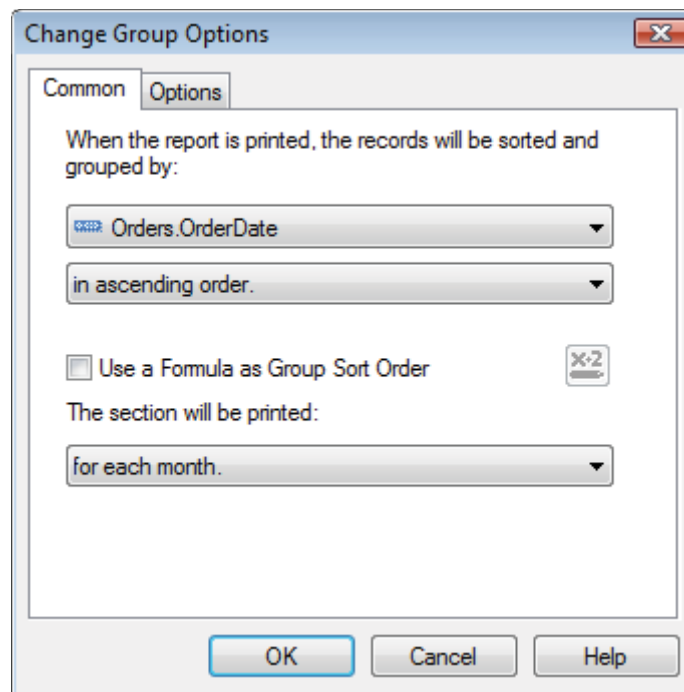 Change Group Options
Common Options
When the report is printed, the records will be sorted and
grouped by:
Orders.OrderDate
in ascending order.
Use a Formula as Group Sort Order
X+2
The section will be printed:
for each month.
OK Cancel Help